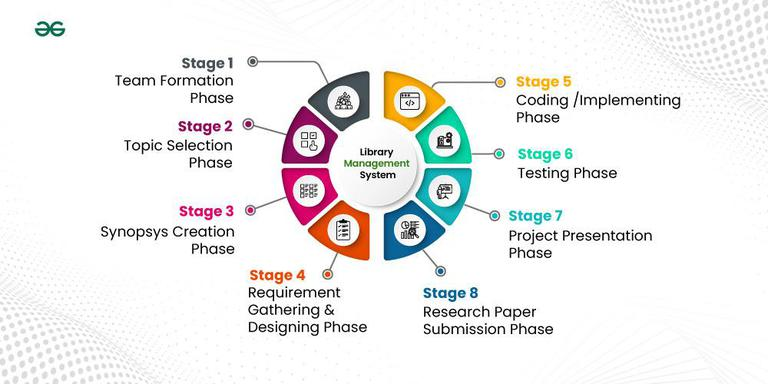 Stage 1
Team Formation
Phase
Stage 2
Topic Selection
Phase
Stage 3
Synopsys Creation
Phase
Stage 4
Requirement
Gathering &
Designing Phase
Library
Management
System
Stage 5
Coding /Implementing
Phase
Stage 6
Testing Phase
Stage 7
Project Presentation
Phase
Stage 8
Research Paper
Submission Phase